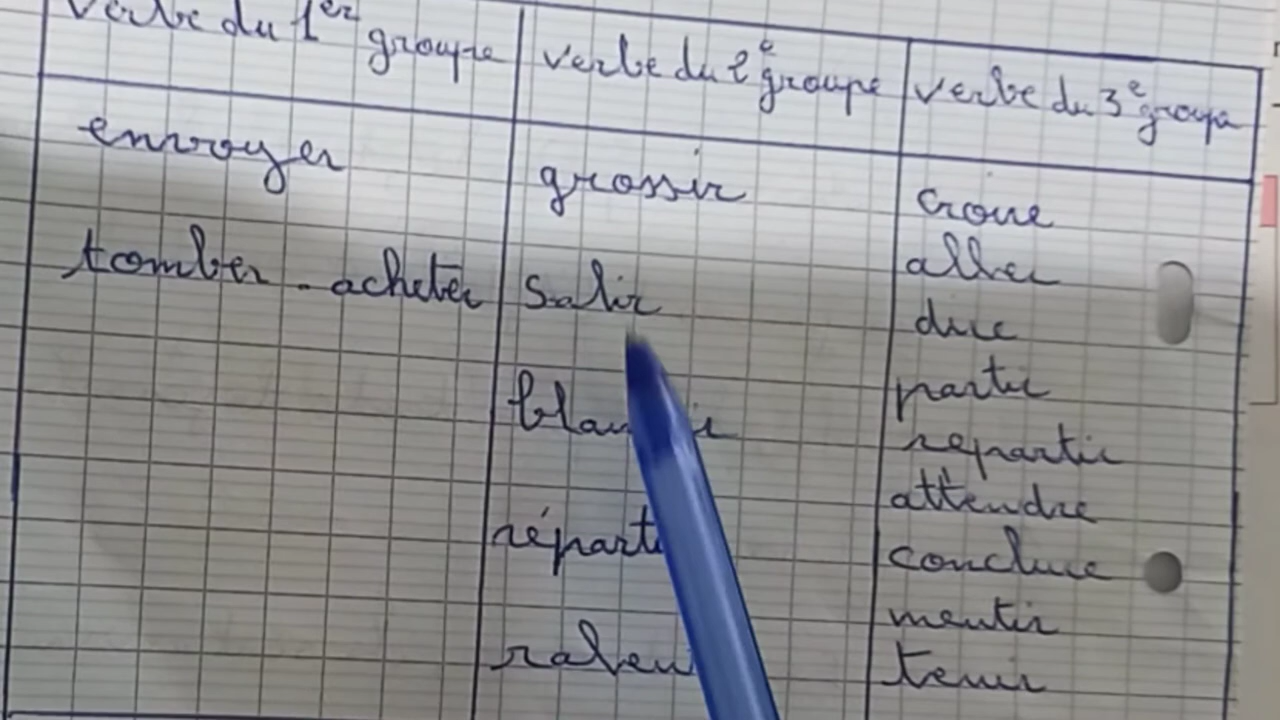 verbe du 1er groupe
verbe du 2e groupe
verbe du 3e groupe
envoyer
grossir
croire
tomber - acheter
salir
aller
dire
partir
repartir
attendre
conclure
mentir
tenir